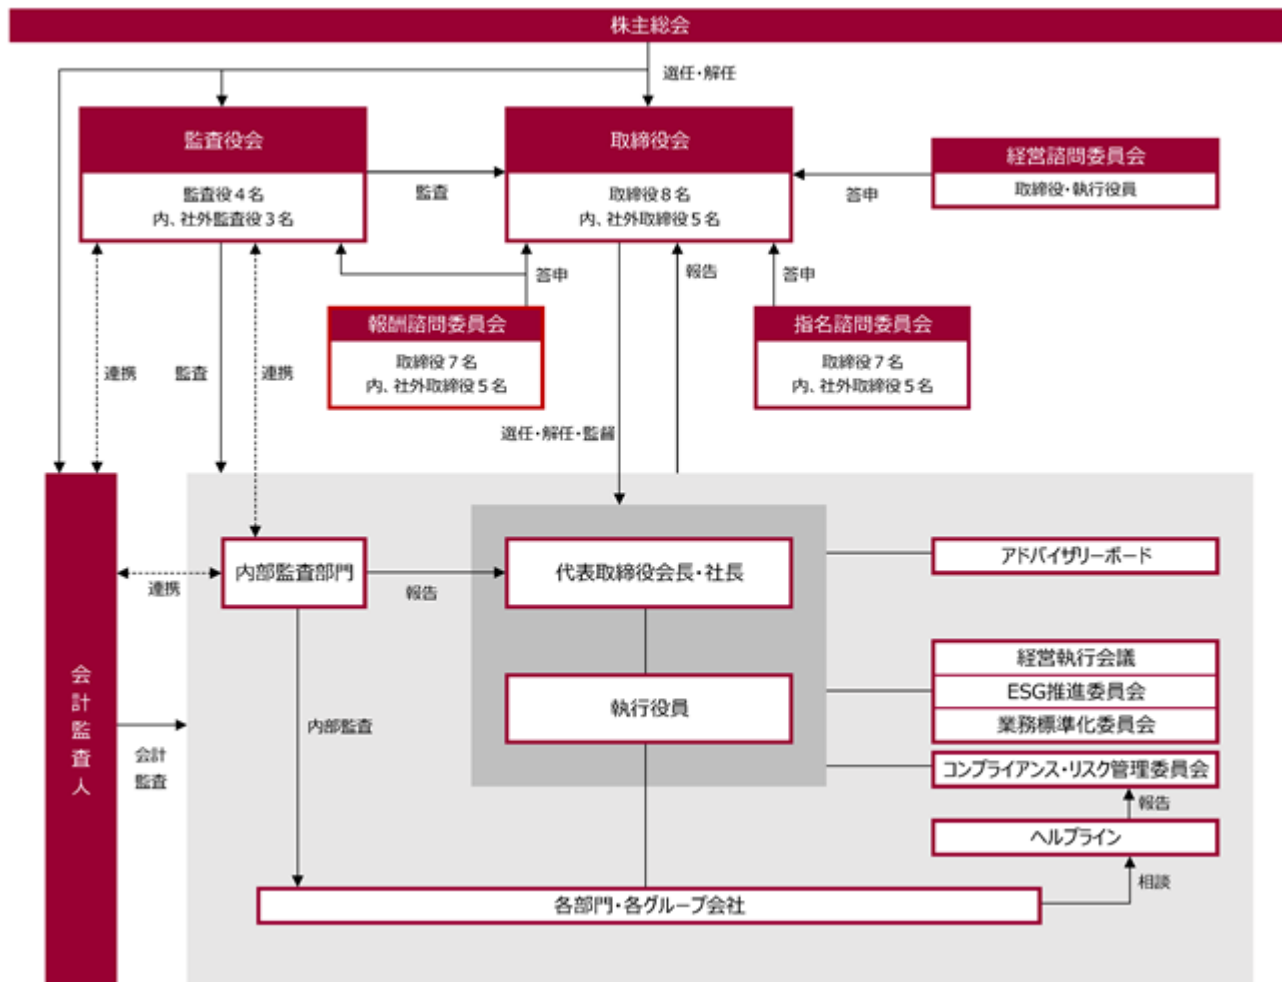 株主総会
選任・解任
監査役会
監査役4名
内、社外監査役3名
監査
取締役会
取締役8名
内、社外取締役5名
答申
経営諮問委員会
取締役・執行役員
答申
報告
答申
報酬諮問委員会
取締役7名
内、社外取締役5名
指名諮問委員会
取締役7名
内、社外取締役5名
連携
監査
連携
選任・解任・監督
内部監査部門
連携
報告
代表取締役会長・社長
アドバイザリーボード
会計監査人
会計
監査
内部監査
執行役員
経営執行会議
ESG推進委員会
業務標準化委員会
コンプライアンス・リスク管理委員会
報告
ヘルプライン
相談
各部門・各グループ会社